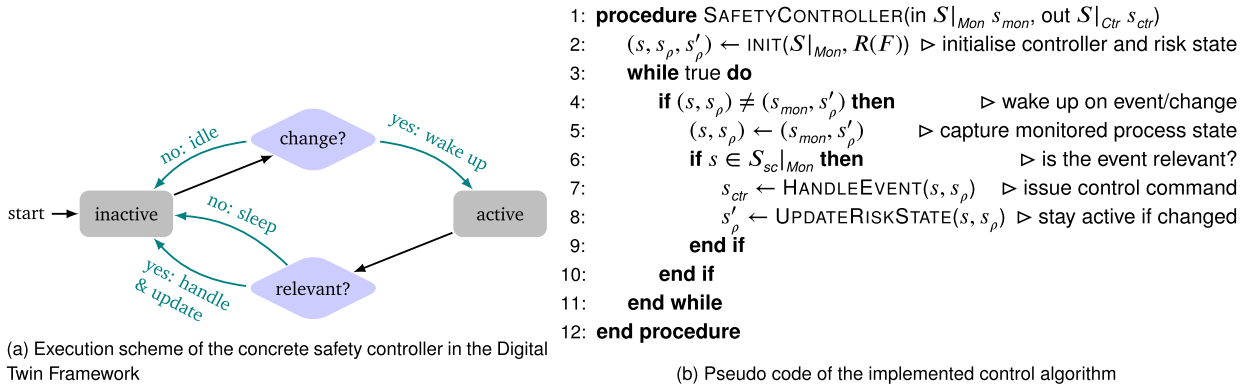 start
inactive
change?
active
relevant?
no: idle
yes: wake up
no: sleep
yes: handle
& update
(a) Execution scheme of the concrete safety controller in the Digital
Twin Framework
1: procedure SAFETYCONTROLLER(in S|Mon smon, out S|Ctr sctr)
2: (s, sρ, s′ρ) ← INIT(S|Mon, R(F)) ▷ initialise controller and risk state
3: while true do
4: if (s, sρ) ≠ (smon, s′ρ) then ▷ wake up on event/change
5: (s, sρ) ← (smon, s′ρ) ▷ capture monitored process state
6: if s ∈ Ssc|Mon then ▷ is the event relevant?
7: sctr ← HANDLEEVENT(s, sρ) ▷ issue control command
8: s′ρ ← UPDATERISKSTATE(s, sρ) ▷ stay active if changed
9: end if
10: end if
11: end while
12: end procedure
(b) Pseudo code of the implemented control algorithm